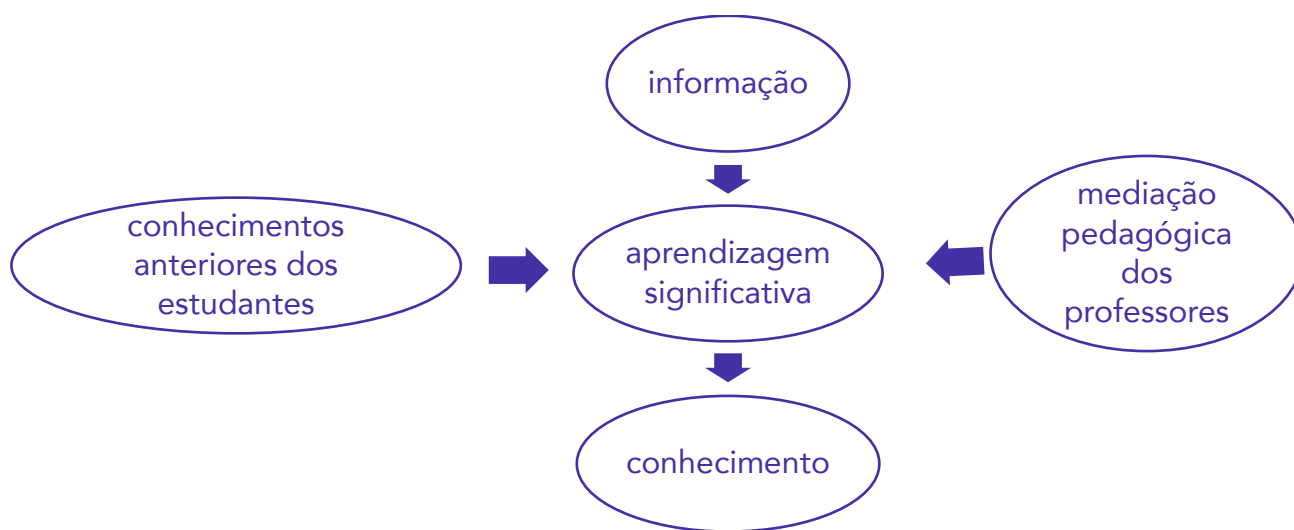 informação
conhecimentos
anteriores dos
estudantes
aprendizagem
significativa
mediação
pedagógica
dos
professores
conhecimento